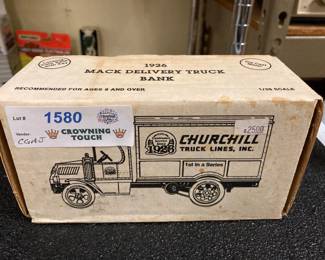 1926
MACK DELIVERY TRUCK
BANK
RECOMMENDED FOR AGES 8 AND OVER
1/38 SCALE
Lot #
1580
Vendor:
CGAJ
CROWNING
TOUCH
1926
CHURCHILL
TRUCK LINES, INC.
1st in a Series
$2500